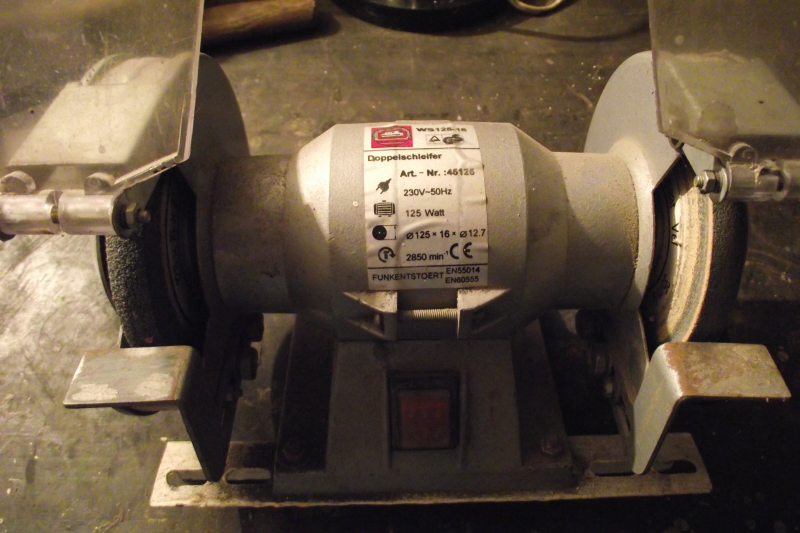 WS125-16
Doppelschleifer
Art. - Nr. :45125
230V~50Hz
125 Watt
Ø125 × 16 × Ø12.7
2850 min⁻¹ CE
FUNKENTSTOERT EN55014
EN60555